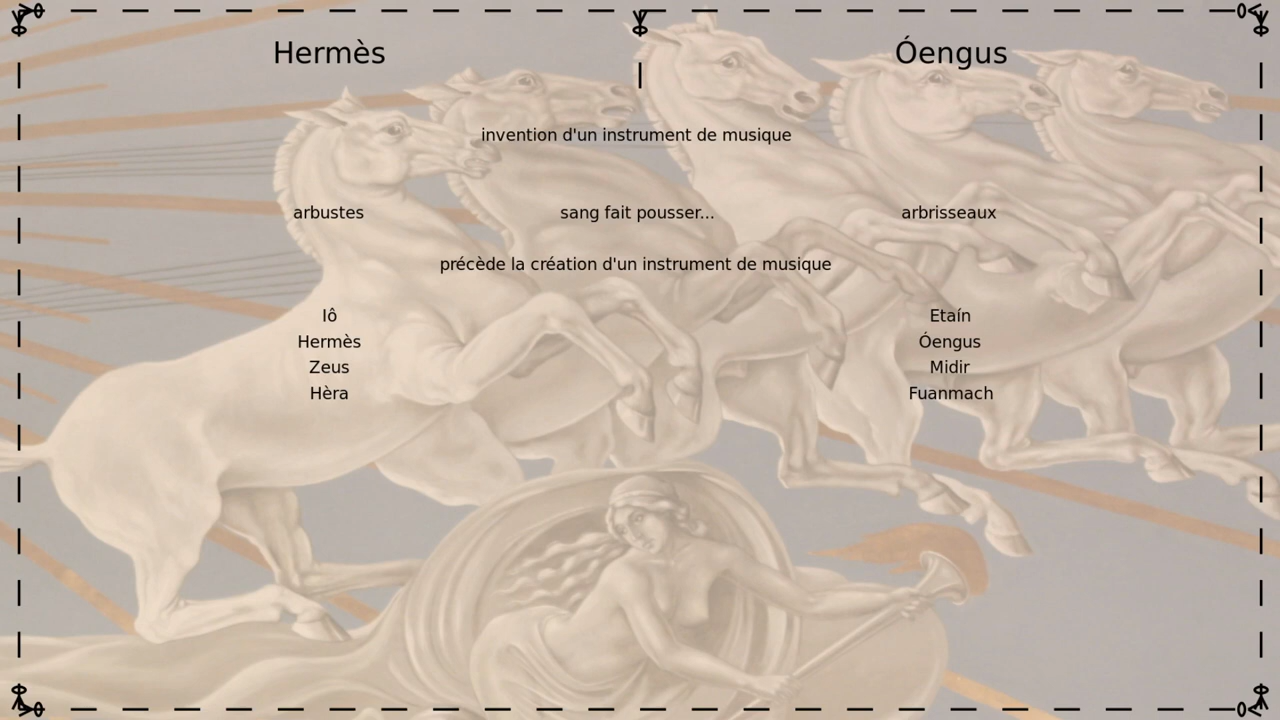 Hermès
Óengus
invention d'un instrument de musique
arbustes
sang fait pousser...
arbrisseaux
précède la création d'un instrument de musique
Iô
Etaín
Hermès
Óengus
Zeus
Midir
Hèra
Fuanmach